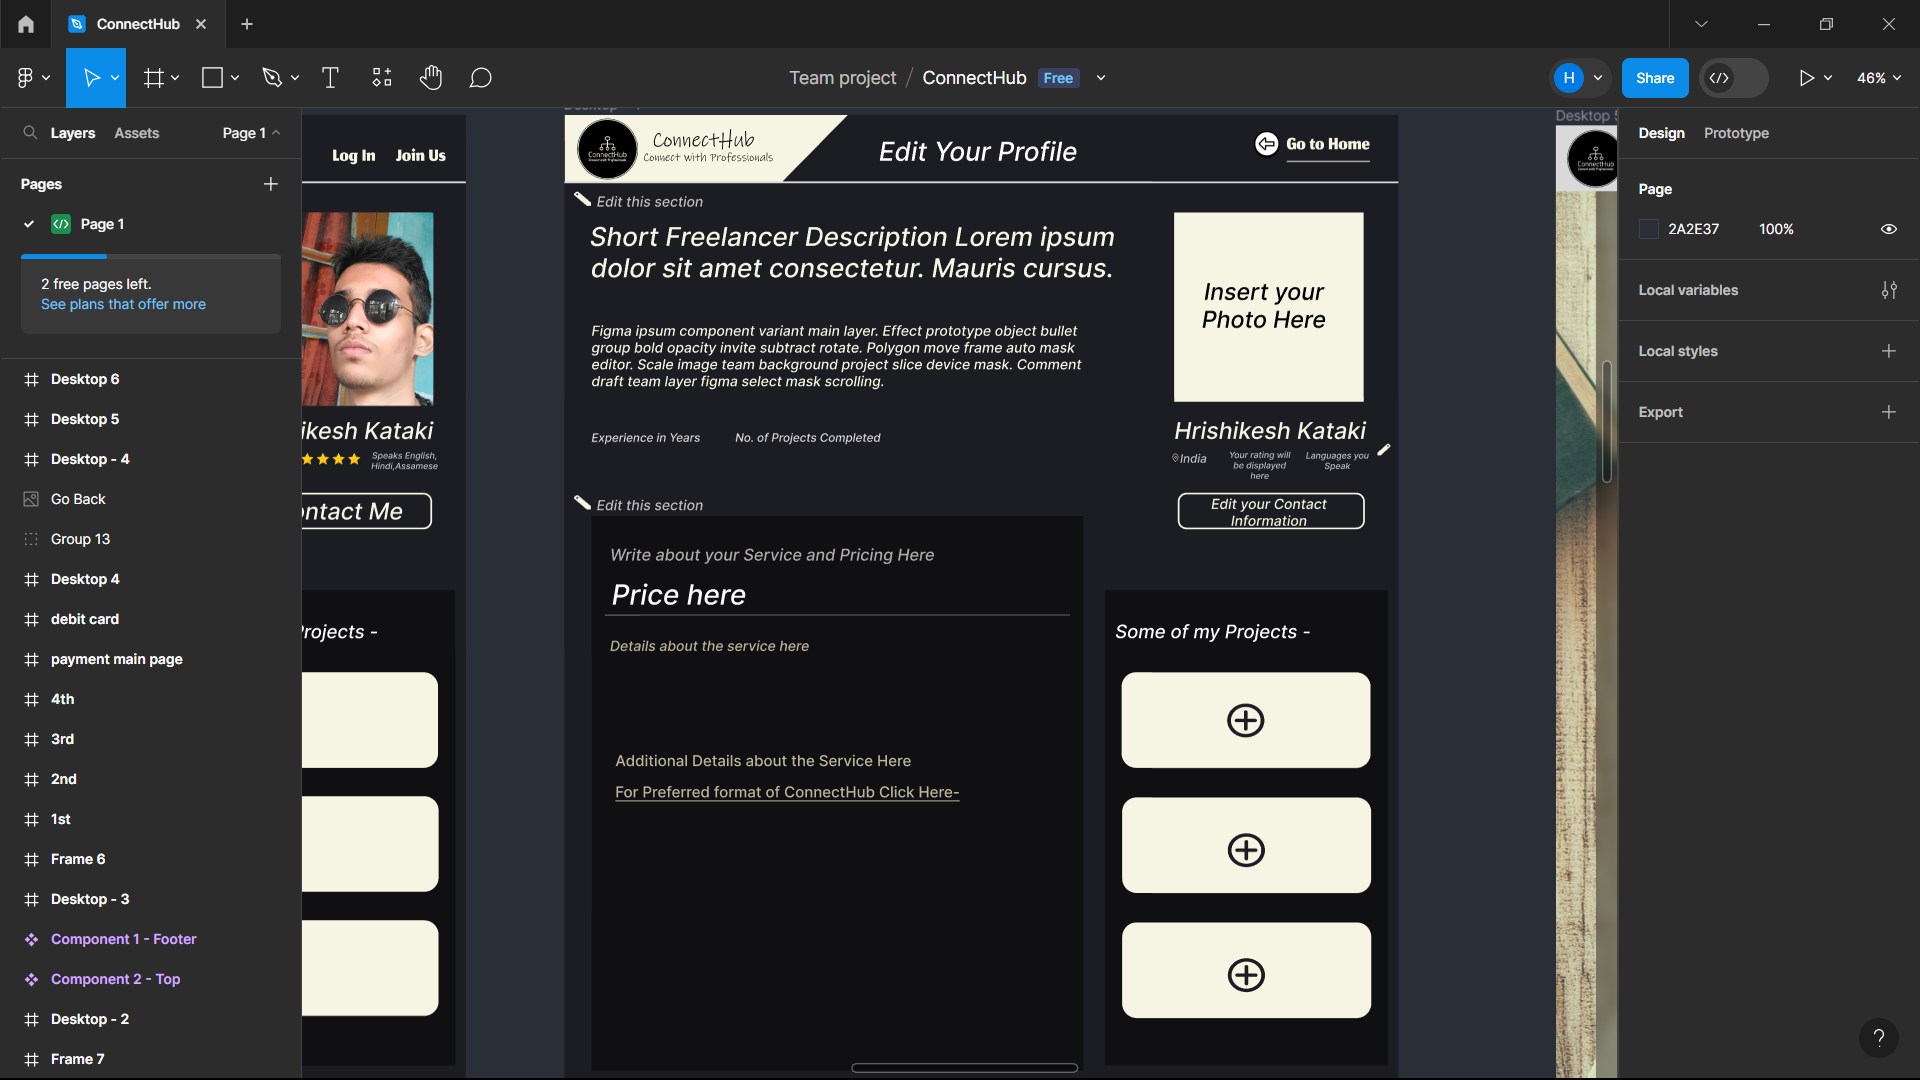 ConnectHub
Team project / ConnectHub Free
H
Share
46%
Layers
Assets
Page 1
Pages
Page 1
2 free pages left.
See plans that offer more
Desktop 6
Desktop 5
Desktop - 4
Go Back
Group 13
Desktop 4
debit card
payment main page
4th
3rd
2nd
1st
Frame 6
Desktop - 3
Component 1 - Footer
Component 2 - Top
Desktop - 2
Frame 7
Log In
Join Us
ikesh Kataki
Speaks English,
Hindi,Assamese
ntact Me
Projects -
ConnectHub
Connect with Professionals
ConnectHub
Connect with Professionals
Edit Your Profile
Go to Home
Edit this section
Short Freelancer Description Lorem ipsum
dolor sit amet consectetur. Mauris cursus.
Figma ipsum component variant main layer. Effect prototype object bullet
group bold opacity invite subtract rotate. Polygon move frame auto mask
editor. Scale image team background project slice device mask. Comment
draft team layer figma select mask scrolling.
Experience in Years
No. of Projects Completed
Insert your
Photo Here
Hrishikesh Kataki
India
Your rating will
be displayed
here
Languages you
Speak
Edit your Contact
Information
Edit this section
Write about your Service and Pricing Here
Price here
Details about the service here
Additional Details about the Service Here
For Preferred format of ConnectHub Click Here-
Some of my Projects -
Desktop 5
ConnectHub
Design
Prototype
Page
2A2E37
100%
Local variables
Local styles
Export
?